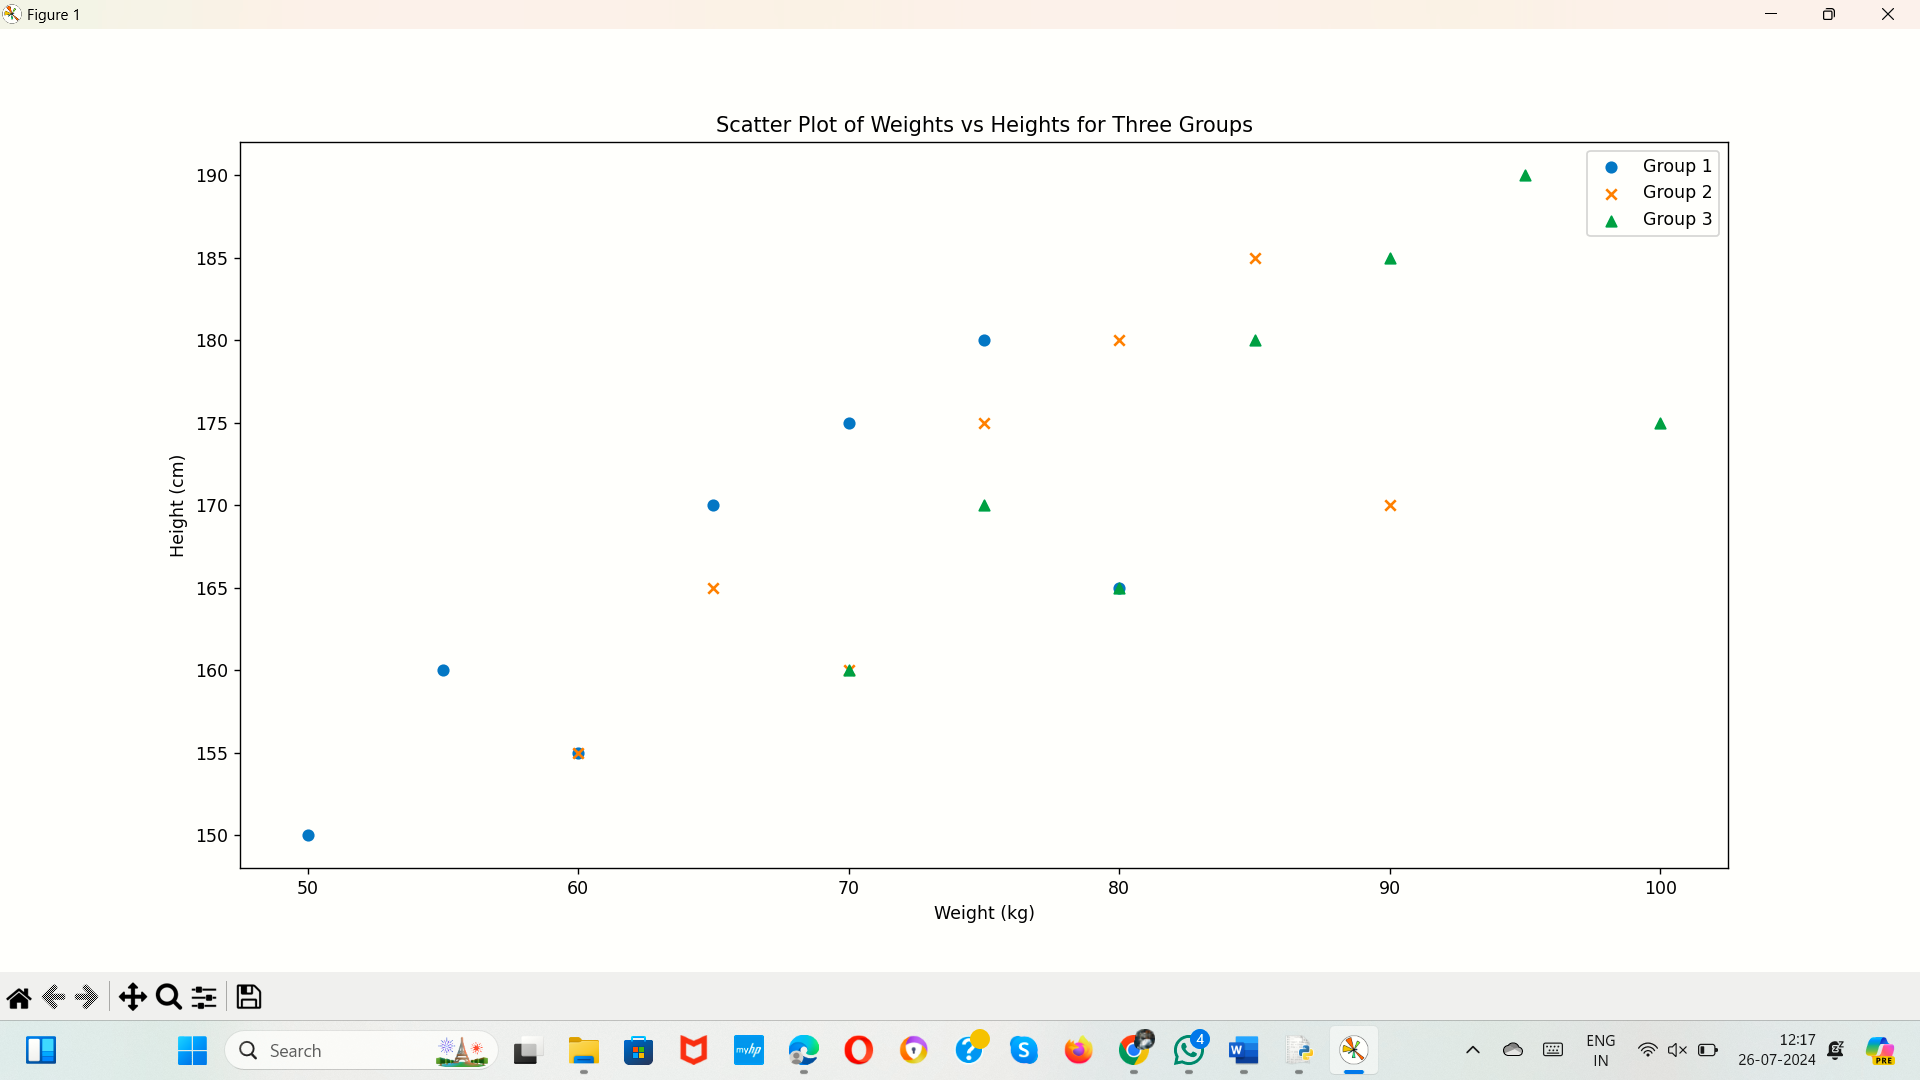 Figure 1
Scatter Plot of Weights vs Heights for Three Groups
190
185
180
175
170
165
160
155
150
Height (cm)
Group 1
Group 2
Group 3
50 60 70 80 90 100
Weight (kg)
Search
myhp
S
4
W
ENG
IN
12:17
26-07-2024
PRE